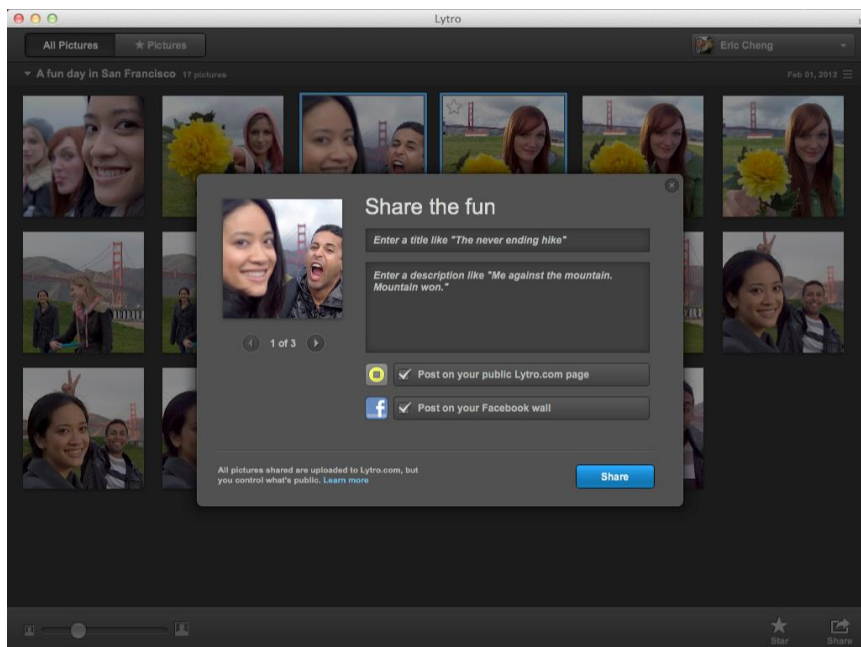 Lytro
All Pictures
★ Pictures
Eric Cheng
A fun day in San Francisco 17 pictures
Feb 01, 2012
Share the fun
Enter a title like "The never ending hike"
Enter a description like "Me against the mountain.
Mountain won."
1 of 3
Post on your public Lytro.com page
f
Post on your Facebook wall
All pictures shared are uploaded to Lytro.com, but
you control what's public. Learn more
Share
Star
Share